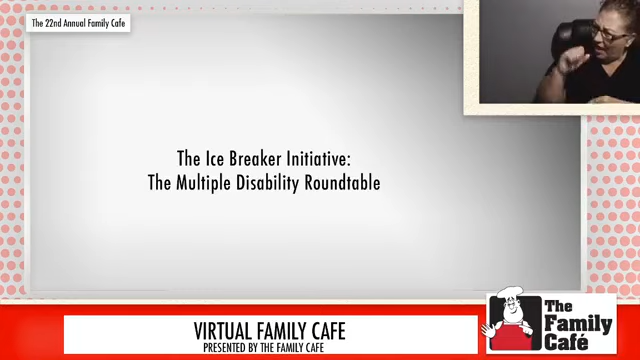 The 22nd Annual Family Cafe
The Ice Breaker Initiative:
The Multiple Disability Roundtable
VIRTUAL FAMILY CAFE
PRESENTED BY THE FAMILY CAFE
The
Family
Café